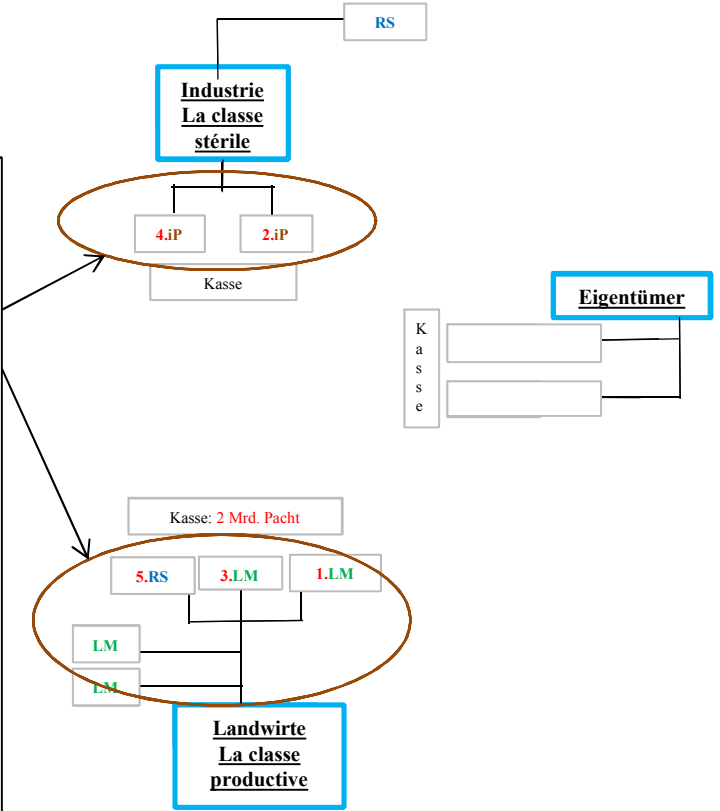 RS
Industrie
La classe
stérile
4.iP
2.iP
Kasse
Eigentümer
K
a
s
s
e
Kasse: 2 Mrd. Pacht
5.RS
3.LM
1.LM
LM
LM
Landwirte
La classe
productive